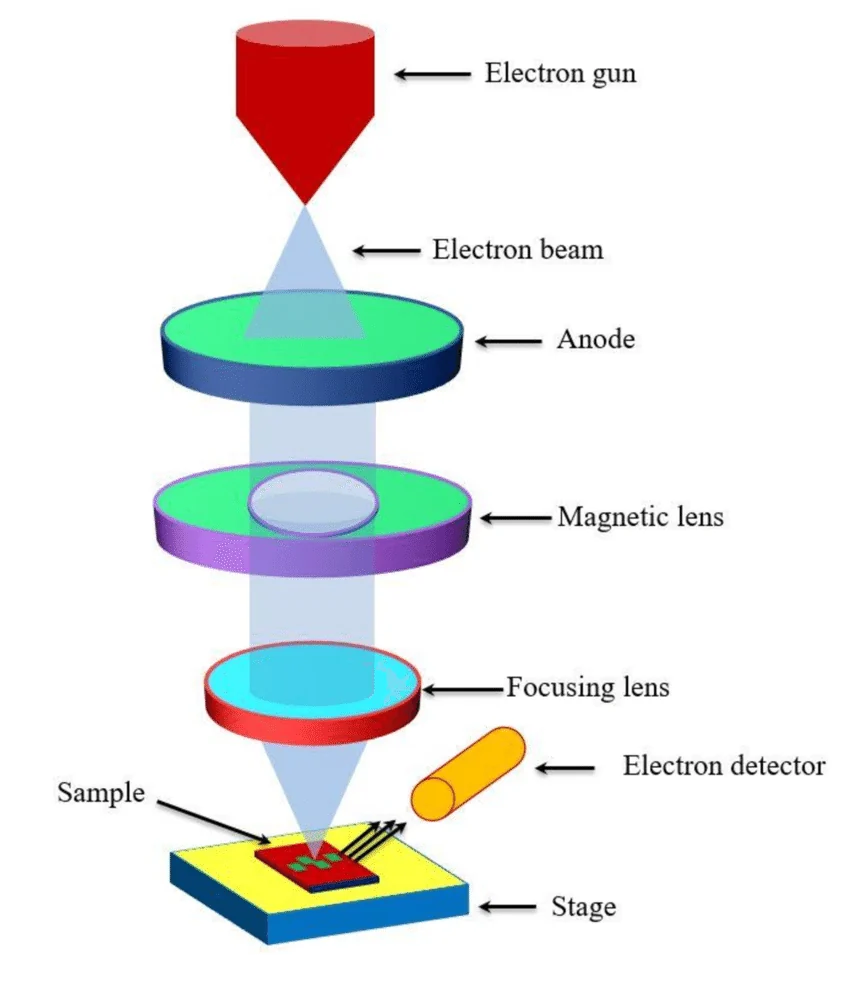 Electron gun
Electron beam
Anode
Magnetic lens
Focusing lens
Electron detector
Sample
Stage